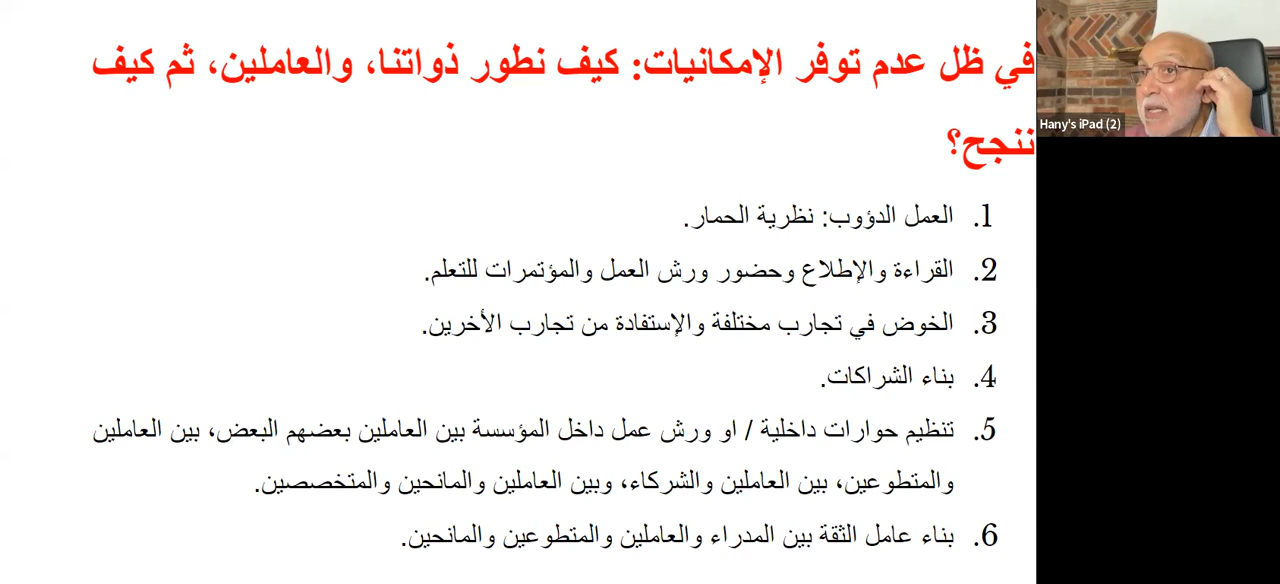 في ظل عدم توفر الإمكانيات: كيف نطور ذواتنا، والعاملين، ثم كيف
ننجح؟
1. العمل الدؤوب: نظرية الحمار.
2. القراءة والإطلاع وحضور ورش العمل والمؤتمرات للتعلم.
3. الخوض في تجارب مختلفة والإستفادة من تجارب الأخرين.
4. بناء الشراكات.
5. تنظيم حوارات داخلية / او ورش عمل داخل المؤسسة بين العاملين بعضهم البعض، بين العاملين
والمتطوعين، بين العاملين والشركاء، وبين العاملين والمانحين والمتخصصين.
6. بناء عامل الثقة بين المدراء والعاملين والمتطوعين والمانحين.
Hany's iPad (2)